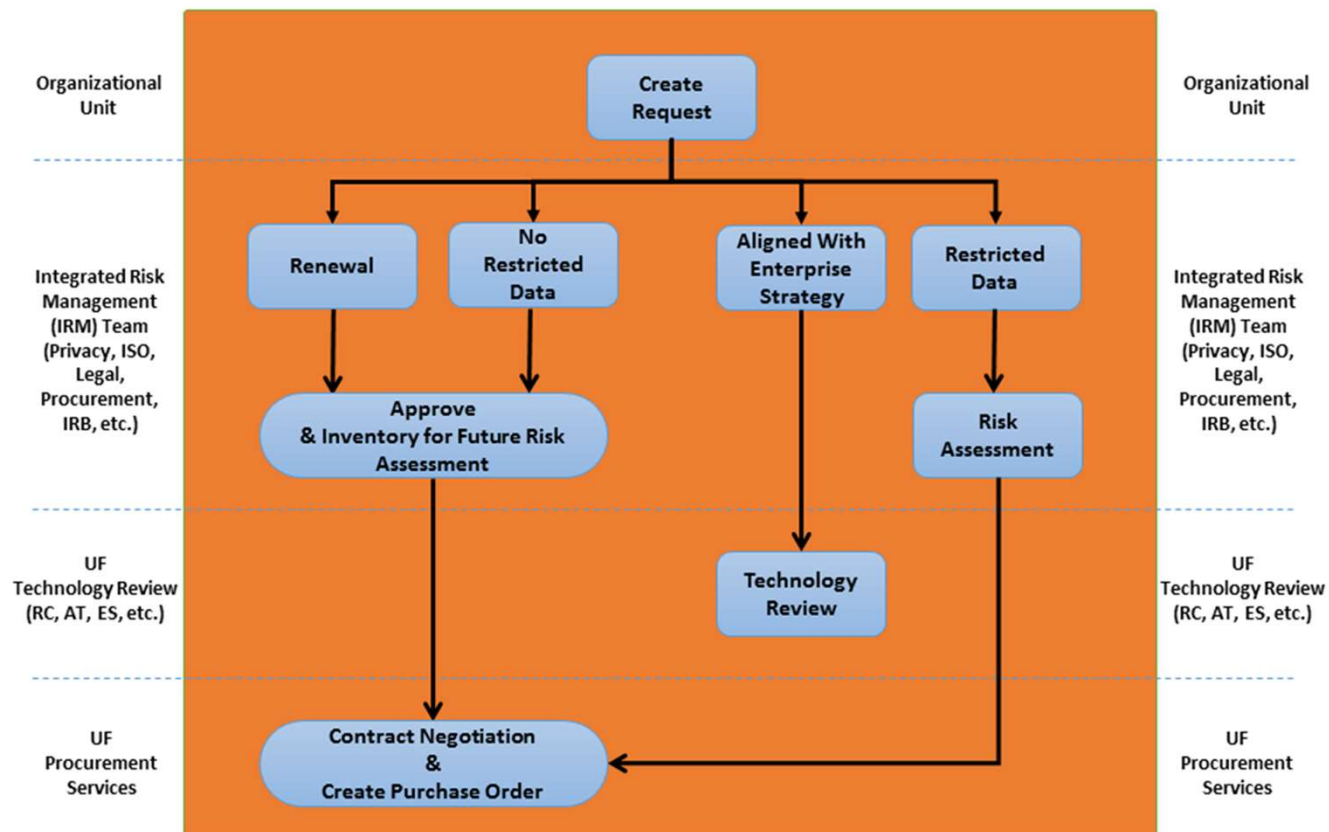 Organizational
Unit
Create
Request
Organizational
Unit
Integrated Risk
Management
(IRM) Team
(Privacy, ISO,
Legal,
Procurement,
IRB, etc.)
Renewal
No
Restricted
Data
Aligned With
Enterprise
Strategy
Restricted
Data
Integrated Risk
Management
(IRM) Team
(Privacy, ISO,
Legal,
Procurement,
IRB, etc.)
Approve
& Inventory for Future Risk
Assessment
Risk
Assessment
UF
Technology Review
(RC, AT, ES, etc.)
Technology
Review
UF
Technology Review
(RC, AT, ES, etc.)
UF
Procurement
Services
Contract Negotiation
&
Create Purchase Order
UF
Procurement
Services